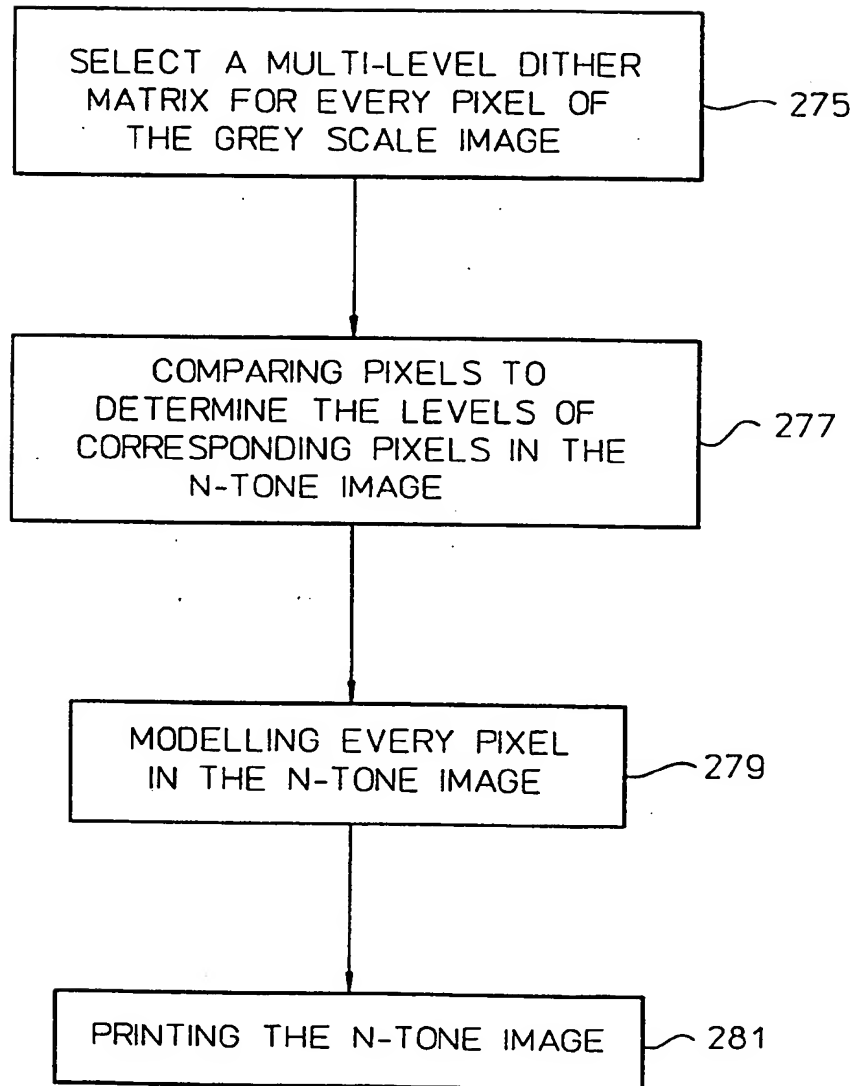 SELECT A MULTI-LEVEL DITHER
MATRIX FOR EVERY PIXEL OF
THE GREY SCALE IMAGE
275
COMPARING PIXELS TO
DETERMINE THE LEVELS OF
CORRESPONDING PIXELS IN THE
N-TONE IMAGE
277
MODELLING EVERY PIXEL
IN THE N-TONE IMAGE
279
PRINTING THE N-TONE IMAGE
281